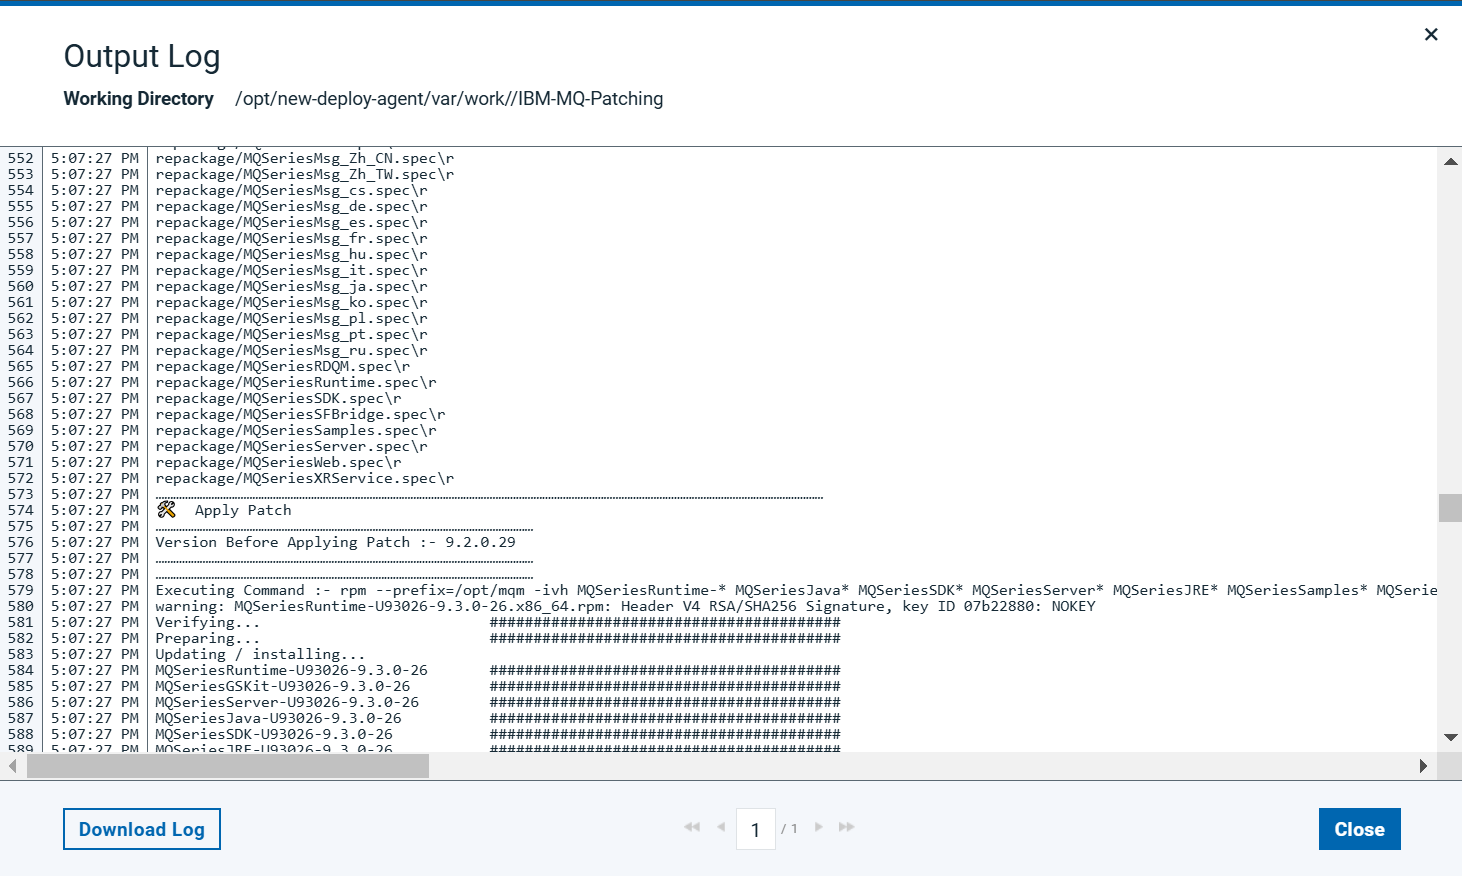 Output Log
Working Directory /opt/new-deploy-agent/var/work//IBM-MQ-Patching
552 5:07:27 PM repackage/MQSeriesMsg_Zh_CN.spec\r
553 5:07:27 PM repackage/MQSeriesMsg_Zh_TW.spec\r
554 5:07:27 PM repackage/MQSeriesMsg_cs.spec\r
555 5:07:27 PM repackage/MQSeriesMsg_de.spec\r
556 5:07:27 PM repackage/MQSeriesMsg_es.spec\r
557 5:07:27 PM repackage/MQSeriesMsg_fr.spec\r
558 5:07:27 PM repackage/MQSeriesMsg_hu.spec\r
559 5:07:27 PM repackage/MQSeriesMsg_it.spec\r
560 5:07:27 PM repackage/MQSeriesMsg_ja.spec\r
561 5:07:27 PM repackage/MQSeriesMsg_ko.spec\r
562 5:07:27 PM repackage/MQSeriesMsg_pl.spec\r
563 5:07:27 PM repackage/MQSeriesMsg_pt.spec\r
564 5:07:27 PM repackage/MQSeriesMsg_ru.spec\r
565 5:07:27 PM repackage/MQSeriesRDQM.spec\r
566 5:07:27 PM repackage/MQSeriesRuntime.spec\r
567 5:07:27 PM repackage/MQSeriesSDK.spec\r
568 5:07:27 PM repackage/MQSeriesSFBridge.spec\r
569 5:07:27 PM repackage/MQSeriesSamples.spec\r
570 5:07:27 PM repackage/MQSeriesServer.spec\r
571 5:07:27 PM repackage/MQSeriesWeb.spec\r
572 5:07:27 PM repackage/MQSeriesXRService.spec\r
573 5:07:27 PM
574 5:07:27 PM Apply Patch
575 5:07:27 PM
576 5:07:27 PM Version Before Applying Patch :- 9.2.0.29
577 5:07:27 PM
578 5:07:27 PM
579 5:07:27 PM Executing Command :- rpm --prefix=/opt/mqm -ivh MQSeriesRuntime-* MQSeriesJava* MQSeriesSDK* MQSeriesServer* MQSeriesJRE* MQSeriesSamples* MQSerie
580 5:07:27 PM warning: MQSeriesRuntime-U93026-9.3.0-26.x86_64.rpm: Header V4 RSA/SHA256 Signature, key ID 07b22880: NOKEY
581 5:07:27 PM Verifying... ########################################
582 5:07:27 PM Preparing... ########################################
583 5:07:27 PM Updating / installing...
584 5:07:27 PM MQSeriesRuntime-U93026-9.3.0-26 ########################################
585 5:07:27 PM MQSeriesGSKit-U93026-9.3.0-26 ########################################
586 5:07:27 PM MQSeriesServer-U93026-9.3.0-26 ########################################
587 5:07:27 PM MQSeriesJava-U93026-9.3.0-26 ########################################
588 5:07:27 PM MQSeriesSDK-U93026-9.3.0-26 ########################################
589 5:07:27 PM MQSeriesJRE-U93026-9.3.0-26 ########################################
Download Log
1 / 1
Close